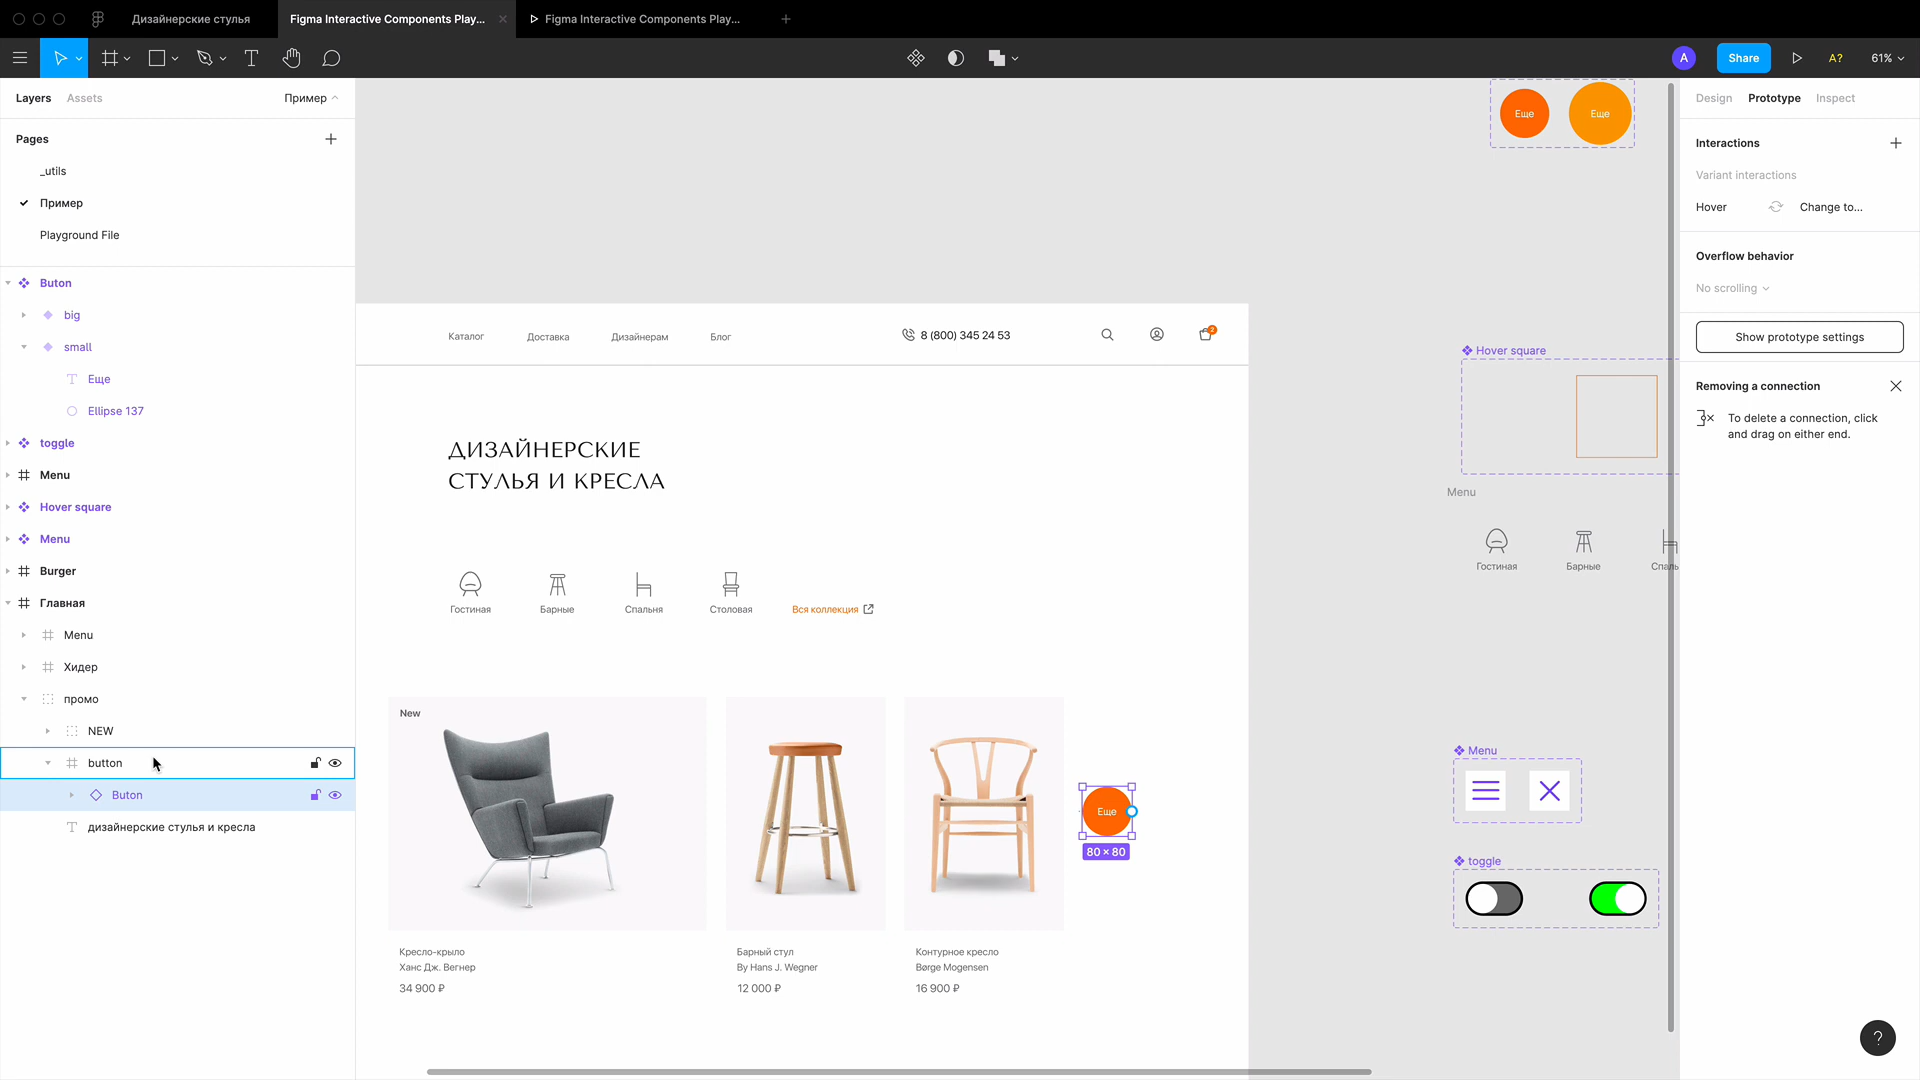 Дизайнерские стулья
Figma Interactive Components Play...
Figma Interactive Components Play...
A
Share
A?
61%
Layers
Assets
Пример
Pages
_utils
Пример
Playground File
Buton
big
small
Еще
Ellipse 137
toggle
Menu
Hover square
Menu
Burger
Главная
Menu
Хидер
промо
NEW
button
Buton
дизайнерские стулья и кресла
Еще
Еще
Каталог
Доставка
Дизайнерам
Блог
8 (800) 345 24 53
2
ДИЗАЙНЕРСКИЕ
СТУЛЬЯ И КРЕСЛА
Гостиная
Барные
Спальня
Столовая
Вся коллекция
New
Еще
80 × 80
Кресло-крыло
Ханс Дж. Вегнер
34 900 ₽
Барный стул
By Hans J. Wegner
12 000 ₽
Контурное кресло
Børge Mogensen
16 900 ₽
Hover square
Menu
Гостиная
Барные
Спаль
Menu
toggle
Design
Prototype
Inspect
Interactions
Variant interactions
Hover
Change to...
Overflow behavior
No scrolling
Show prototype settings
Removing a connection
To delete a connection, click
and drag on either end.
?